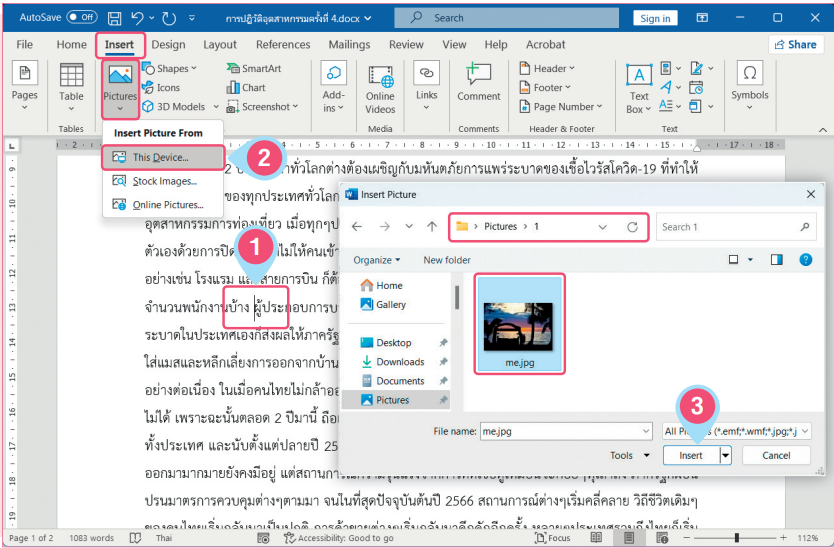 AutoSave Off การปฏิวัติอุตสาหกรรมครั้งที่ 4.docx Search Sign in
File Home Insert Design Layout References Mailings Review View Help Acrobat Share
Pages
Table
Pictures
Shapes
Icons
3D Models
SmartArt
Chart
Screenshot
Add-ins
Online Videos
Links
Comment
Header
Footer
Page Number
Text Box
Symbols
Tables Media Comments Header & Footer Text
Insert Picture From
This Device...
Stock Images...
Online Pictures...
2
ทั่วโลกต่างต้องเผชิญกับมหันตภัยการแพร่ระบาดของเชื้อไวรัสโควิด-19 ที่ทำให้
ของทุกประเทศทั่วโลก
อุตสาหกรรมการท่องเที่ยว เมื่อทุกๆป
1
ตัวเองด้วยการปิด ไม่ให้คนเข้า
อย่างเช่น โรงแรม และสายการบิน ก็ต้
จำนวนพนักงานบ้าง ผู้ประกอบการบ
ระบาดในประเทศเองก็ส่งผลให้ภาครัฐ
ใส่แมสและหลีกเลี่ยงการออกจากบ้าน
อย่างต่อเนื่อง ในเมื่อคนไทยไม่กล้าออ
ไม่ได้ เพราะฉะนั้นตลอด 2 ปีมานี้ ถือ
ทั้งประเทศ และนับตั้งแต่ปลายปี 25
ออกมามากมายยังคงมีอยู่ แต่สถานการ
ปรนมาตรการควบคุมต่างๆตามมา จนในที่สุดปัจจุบันต้นปี 2566 สถานการณ์ต่างๆเริ่มคลี่คลาย วิถีชีวิตเดิมๆ
Insert Picture
Pictures > 1
Search 1
Organize New folder
Home
Gallery
Desktop
Downloads
Documents
Pictures
me.jpg
3
File name: me.jpg All (*.emf;*.wmf;*.jpg;*.j
Tools Insert Cancel
Page 1 of 2 1083 words Thai Accessibility: Good to go Focus 112%